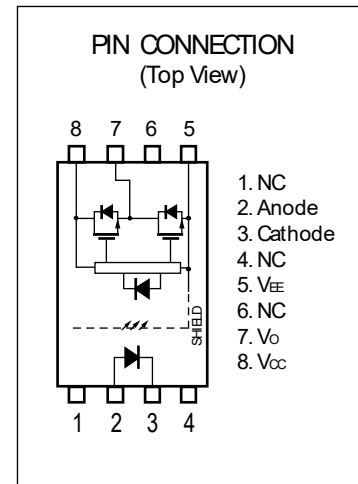 PIN CONNECTION
(Top View)
8 7 6 5
1. NC
2. Anode
3. Cathode
4. NC
5. VEE
6. NC
7. VO
8. VCC
SHIELD
1 2 3 4